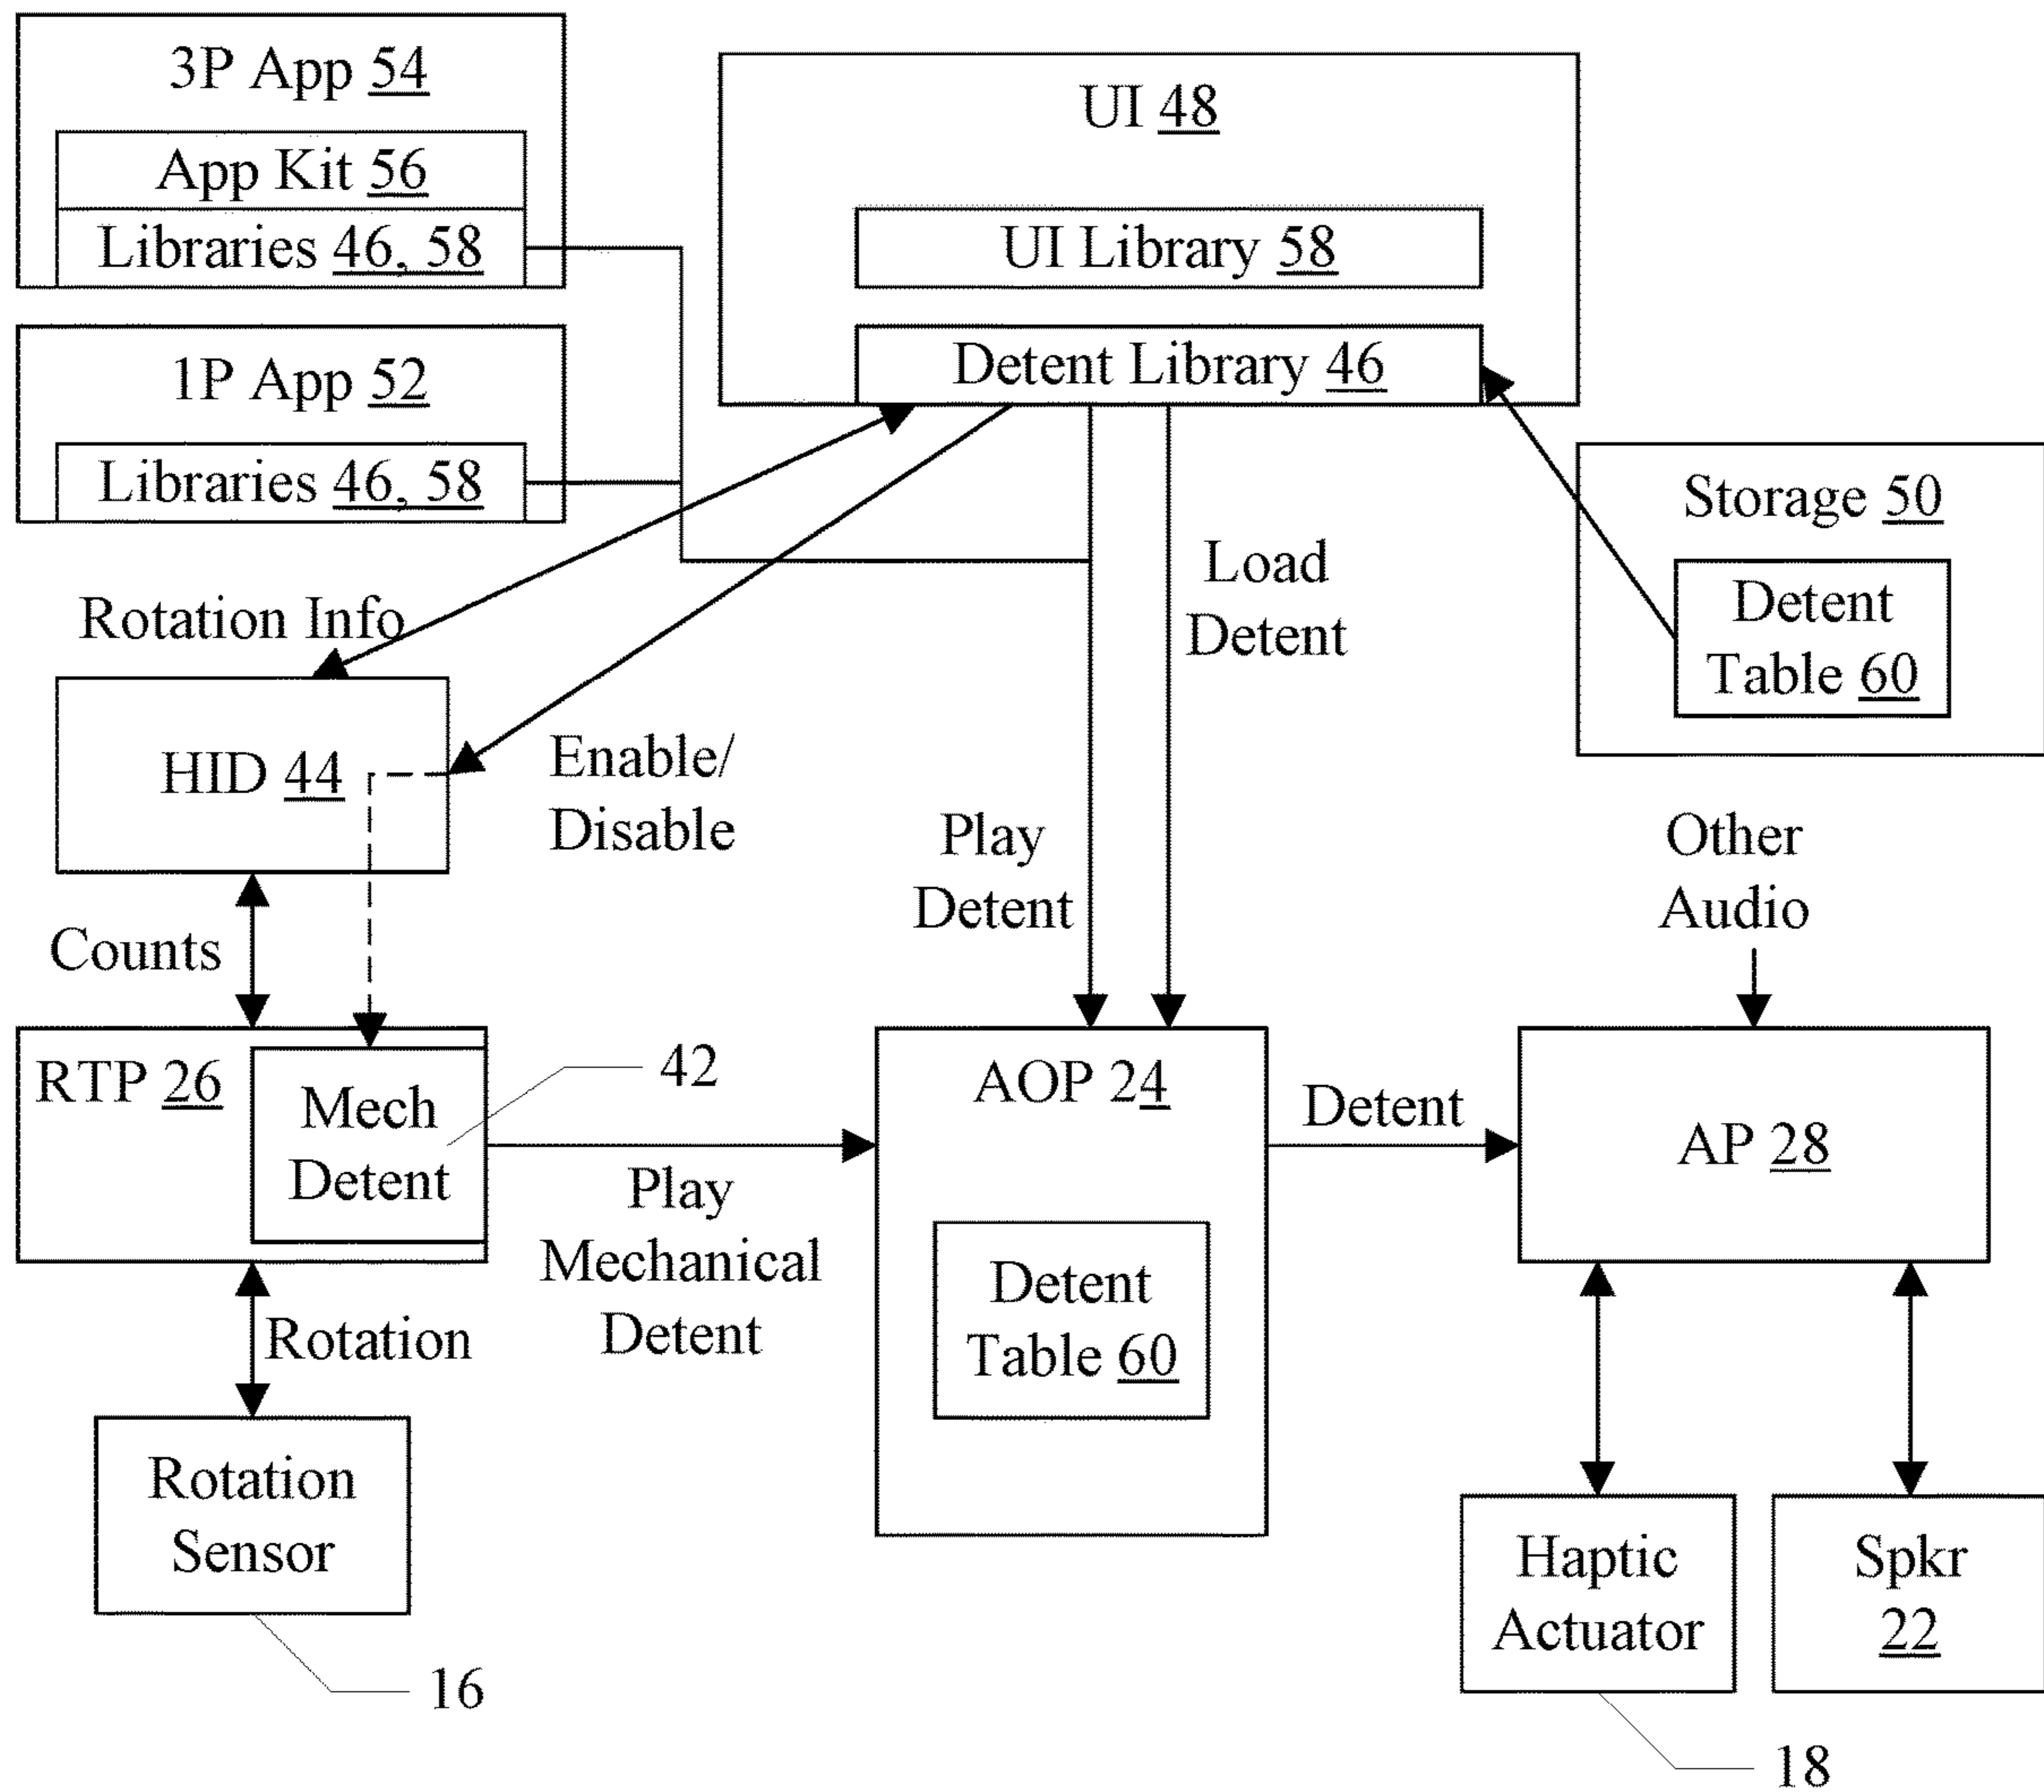 3P App 54
App Kit 56
Libraries 46, 58
UI 48
UI Library 58
Detent Library 46
1P App 52
Libraries 46, 58
Storage 50
Detent
Table 60
Load
Detent
Rotation Info
HID 44
Enable/
Disable
Play
Detent
Other
Audio
Counts
RTP 26
Mech
Detent
42
Play
Mechanical
Detent
AOP 24
Detent
Table 60
Detent
AP 28
Rotation
Rotation
Sensor
16
Haptic
Actuator
18
Spkr
22